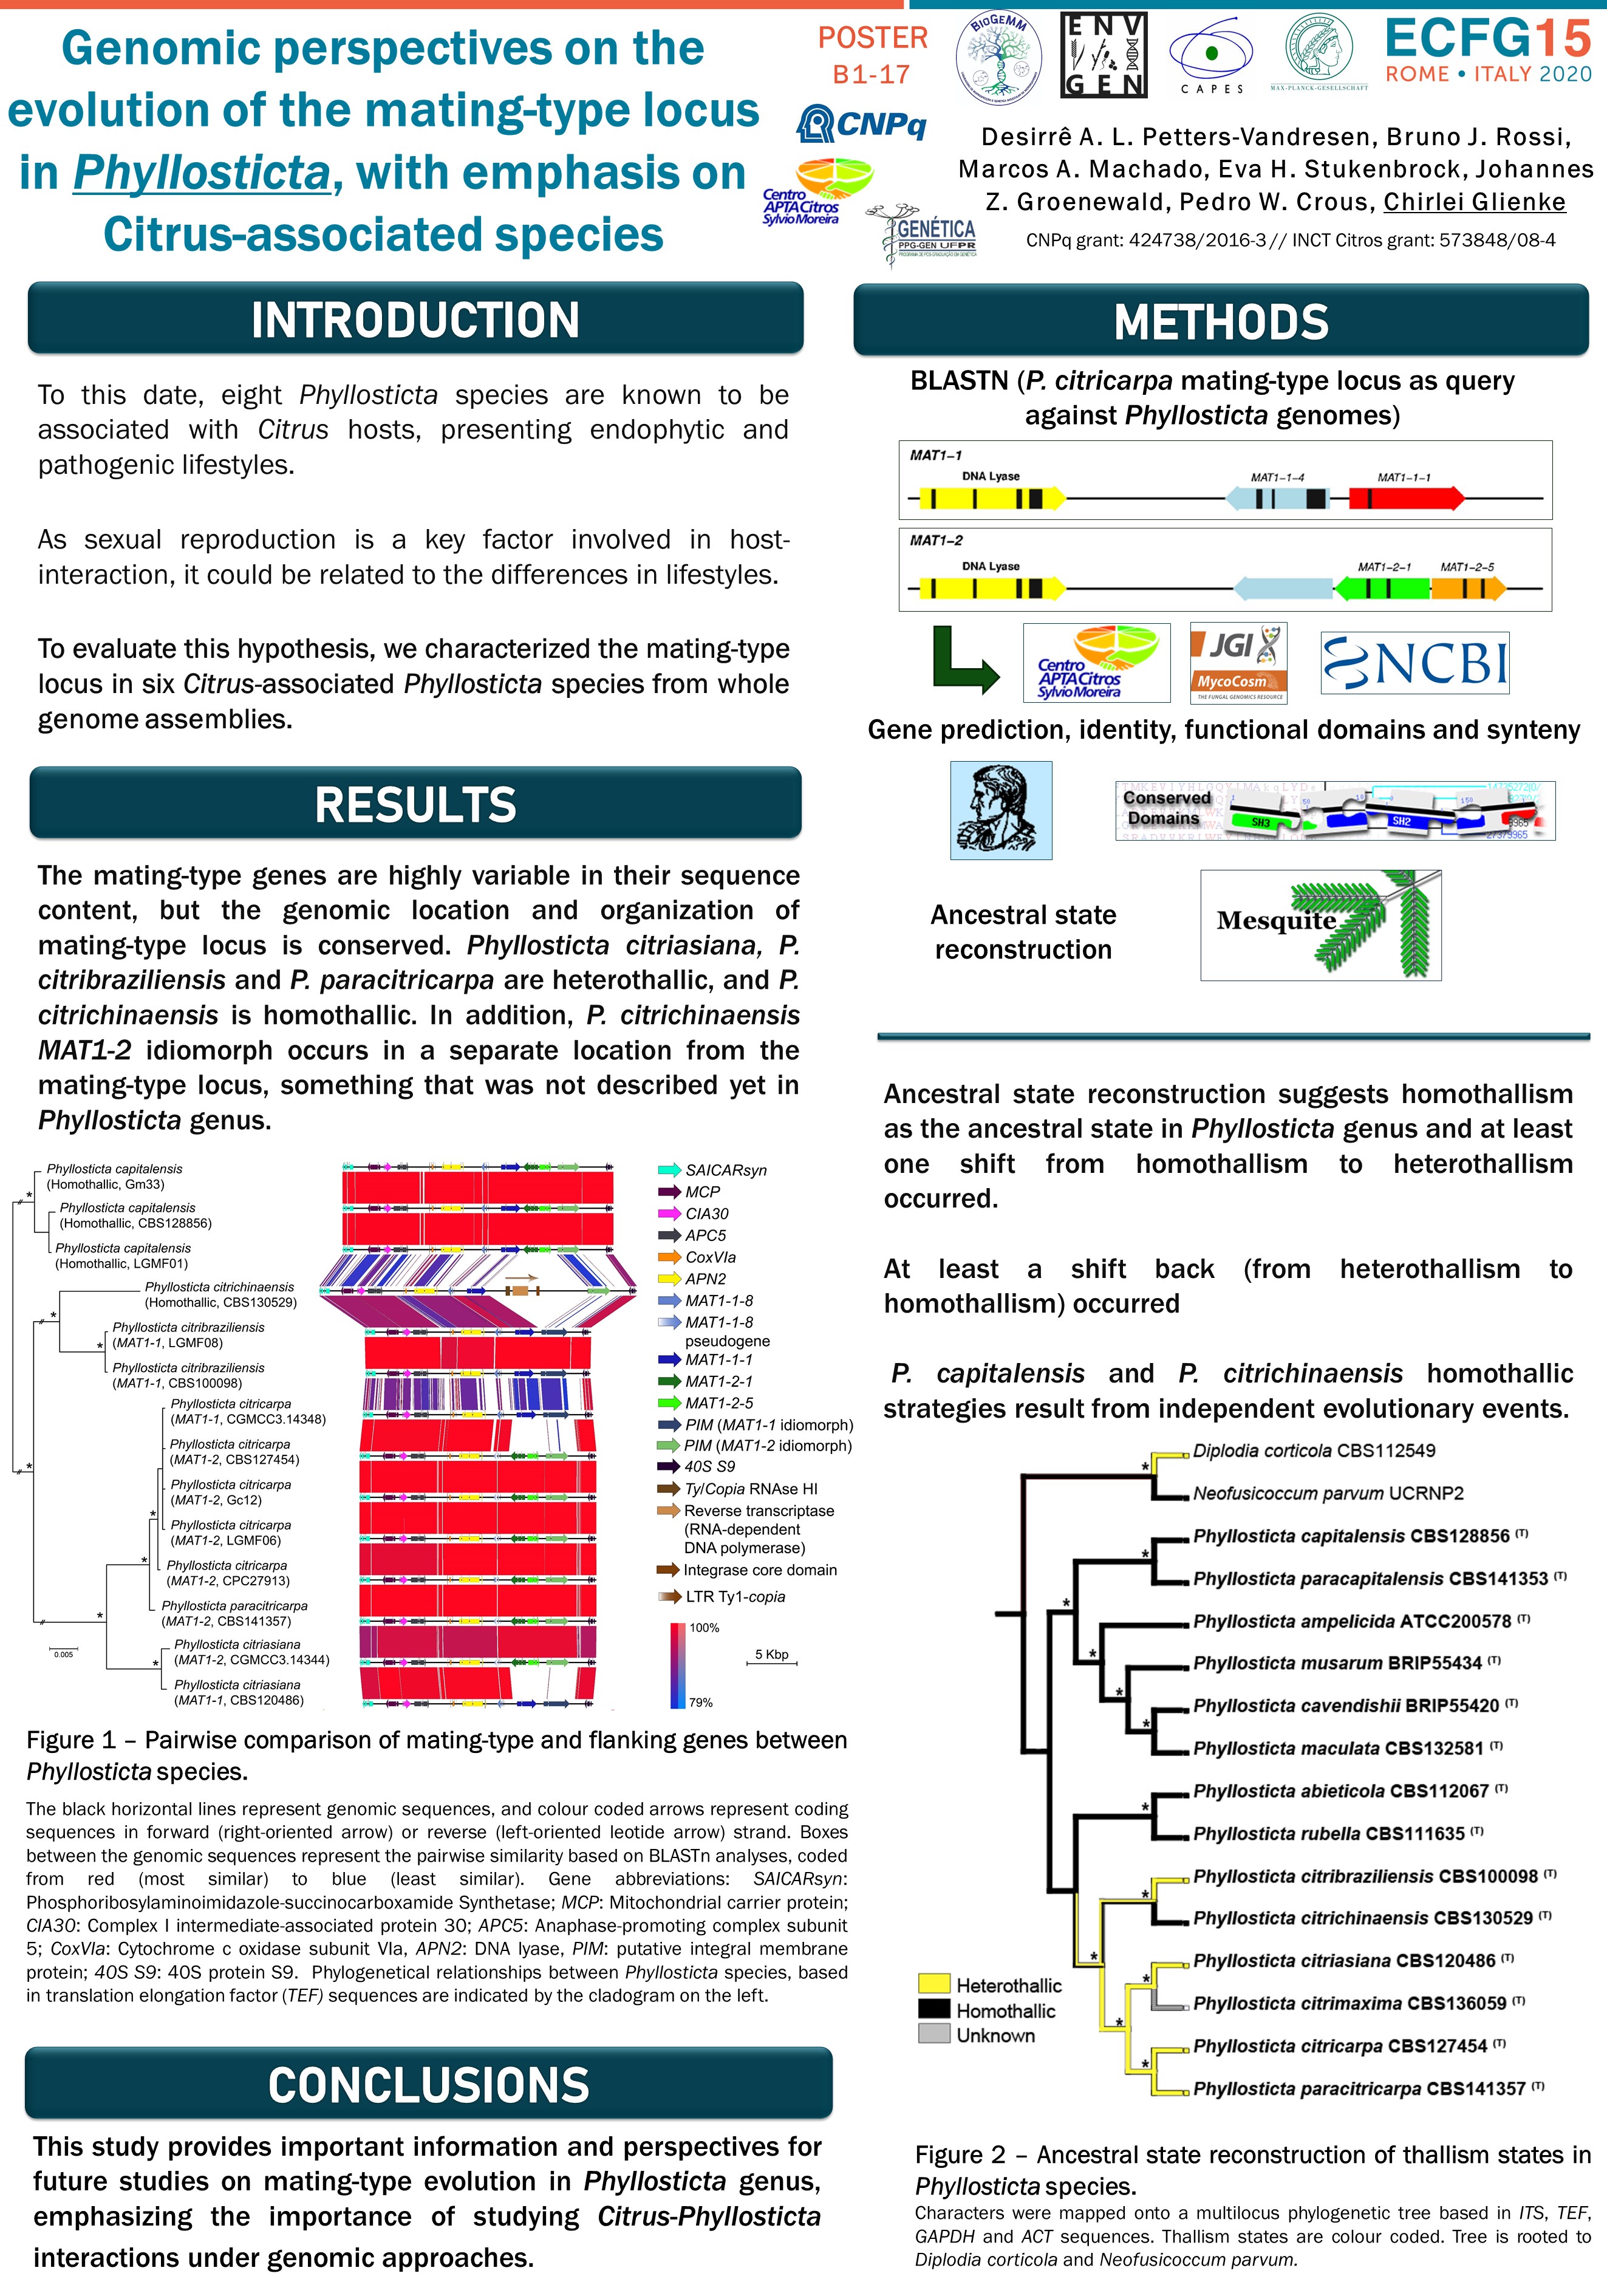 Genomic perspectives on the
evolution of the mating-type locus
in Phyllosticta, with emphasis on
Citrus-associated species
POSTER
B1-17
BIOGEMM
ENV
GEN
CAPES
MAX-PLANCK-GESELLSCHAFT
ECFG15
ROME • ITALY 2020
CNPq
Centro
APTACitros
Sylvio Moreira
GENÉTICA
PPG-GEN UFPR
PROGRAMA DE PÓS-GRADUAÇÃO EM GENÉTICA
Desirrê A. L. Petters-Vandresen, Bruno J. Rossi,
Marcos A. Machado, Eva H. Stukenbrock, Johannes
Z. Groenewald, Pedro W. Crous, Chirlei Glienke
CNPq grant: 424738/2016-3 // INCT Citros grant: 573848/08-4
INTRODUCTION
To this date, eight Phyllosticta species are known to be
associated with Citrus hosts, presenting endophytic and
pathogenic lifestyles.
As sexual reproduction is a key factor involved in host-
interaction, it could be related to the differences in lifestyles.
To evaluate this hypothesis, we characterized the mating-type
locus in six Citrus-associated Phyllosticta species from whole
genome assemblies.
RESULTS
The mating-type genes are highly variable in their sequence
content, but the genomic location and organization of
mating-type locus is conserved. Phyllosticta citriasiana, P.
citribraziliensis and P. paracitricarpa are heterothallic, and P.
citrichinaensis is homothallic. In addition, P. citrichinaensis
MAT1-2 idiomorph occurs in a separate location from the
mating-type locus, something that was not described yet in
Phyllosticta genus.
Phyllosticta capitalensis
(Homothallic, Gm33)
Phyllosticta capitalensis
(Homothallic, CBS128856)
Phyllosticta capitalensis
(Homothallic, LGMF01)
Phyllosticta citrichinaensis
(Homothallic, CBS130529)
Phyllosticta citribraziliensis
(MAT1-1, LGMF08)
Phyllosticta citribraziliensis
(MAT1-1, CBS100098)
Phyllosticta citricarpa
(MAT1-1, CGMCC3.14348)
Phyllosticta citricarpa
(MAT1-2, CBS127454)
Phyllosticta citricarpa
(MAT1-2, Gc12)
Phyllosticta citricarpa
(MAT1-2, LGMF06)
Phyllosticta citricarpa
(MAT1-2, CPC27913)
Phyllosticta paracitricarpa
(MAT1-2, CBS141357)
Phyllosticta citriasiana
(MAT1-2, CGMCC3.14344)
Phyllosticta citriasiana
(MAT1-1, CBS120486)
0.005
SAICARsyn
MCP
CIA30
APC5
CoxVIa
APN2
MAT1-1-8
MAT1-1-8
pseudogene
MAT1-1-1
MAT1-2-1
MAT1-2-5
PIM (MAT1-1 idiomorph)
PIM (MAT1-2 idiomorph)
40S S9
Ty/Copia RNAse HI
Reverse transcriptase
(RNA-dependent
DNA polymerase)
Integrase core domain
LTR Ty1-copia
100%
79%
5 Kbp
Figure 1 – Pairwise comparison of mating-type and flanking genes between
Phyllosticta species.
The black horizontal lines represent genomic sequences, and colour coded arrows represent coding
sequences in forward (right-oriented arrow) or reverse (left-oriented leotide arrow) strand. Boxes
between the genomic sequences represent the pairwise similarity based on BLASTn analyses, coded
from red (most similar) to blue (least similar). Gene abbreviations: SAICARsyn:
Phosphoribosylaminoimidazole-succinocarboxamide Synthetase; MCP: Mitochondrial carrier protein;
CIA30: Complex I intermediate-associated protein 30; APC5: Anaphase-promoting complex subunit
5; CoxVIa: Cytochrome c oxidase subunit VIa, APN2: DNA lyase, PIM: putative integral membrane
protein; 40S S9: 40S protein S9. Phylogenetical relationships between Phyllosticta species, based
in translation elongation factor (TEF) sequences are indicated by the cladogram on the left.
CONCLUSIONS
This study provides important information and perspectives for
future studies on mating-type evolution in Phyllosticta genus,
emphasizing the importance of studying Citrus-Phyllosticta
interactions under genomic approaches.
METHODS
BLASTN (P. citricarpa mating-type locus as query
against Phyllosticta genomes)
MAT1–1
DNA Lyase
MAT1–1–4
MAT1–1–1
MAT1–2
DNA Lyase
MAT1–2–1
MAT1–2–5
Centro
APTACitros
Sylvio Moreira
JGI
MycoCosm
THE FUNGAL GENOMICS RESOURCE
NCBI
Gene prediction, identity, functional domains and synteny
Conserved
Domains
SH3
SH2
Ancestral state
reconstruction
Mesquite
Ancestral state reconstruction suggests homothallism
as the ancestral state in Phyllosticta genus and at least
one shift from homothallism to heterothallism
occurred.
At least a shift back (from heterothallism to
homothallism) occurred
P. capitalensis and P. citrichinaensis homothallic
strategies result from independent evolutionary events.
Diplodia corticola CBS112549
Neofusicoccum parvum UCRNP2
Phyllosticta capitalensis CBS128856 (T)
Phyllosticta paracapitalensis CBS141353 (T)
Phyllosticta ampelicida ATCC200578 (T)
Phyllosticta musarum BRIP55434 (T)
Phyllosticta cavendishii BRIP55420 (T)
Phyllosticta maculata CBS132581 (T)
Phyllosticta abieticola CBS112067 (T)
Phyllosticta rubella CBS111635 (T)
Phyllosticta citribraziliensis CBS100098 (T)
Phyllosticta citrichinaensis CBS130529 (T)
Phyllosticta citriasiana CBS120486 (T)
Phyllosticta citrimaxima CBS136059 (T)
Phyllosticta citricarpa CBS127454 (T)
Phyllosticta paracitricarpa CBS141357 (T)
Heterothallic
Homothallic
Unknown
Figure 2 – Ancestral state reconstruction of thallism states in
Phyllosticta species.
Characters were mapped onto a multilocus phylogenetic tree based in ITS, TEF,
GAPDH and ACT sequences. Thallism states are colour coded. Tree is rooted to
Diplodia corticola and Neofusicoccum parvum.